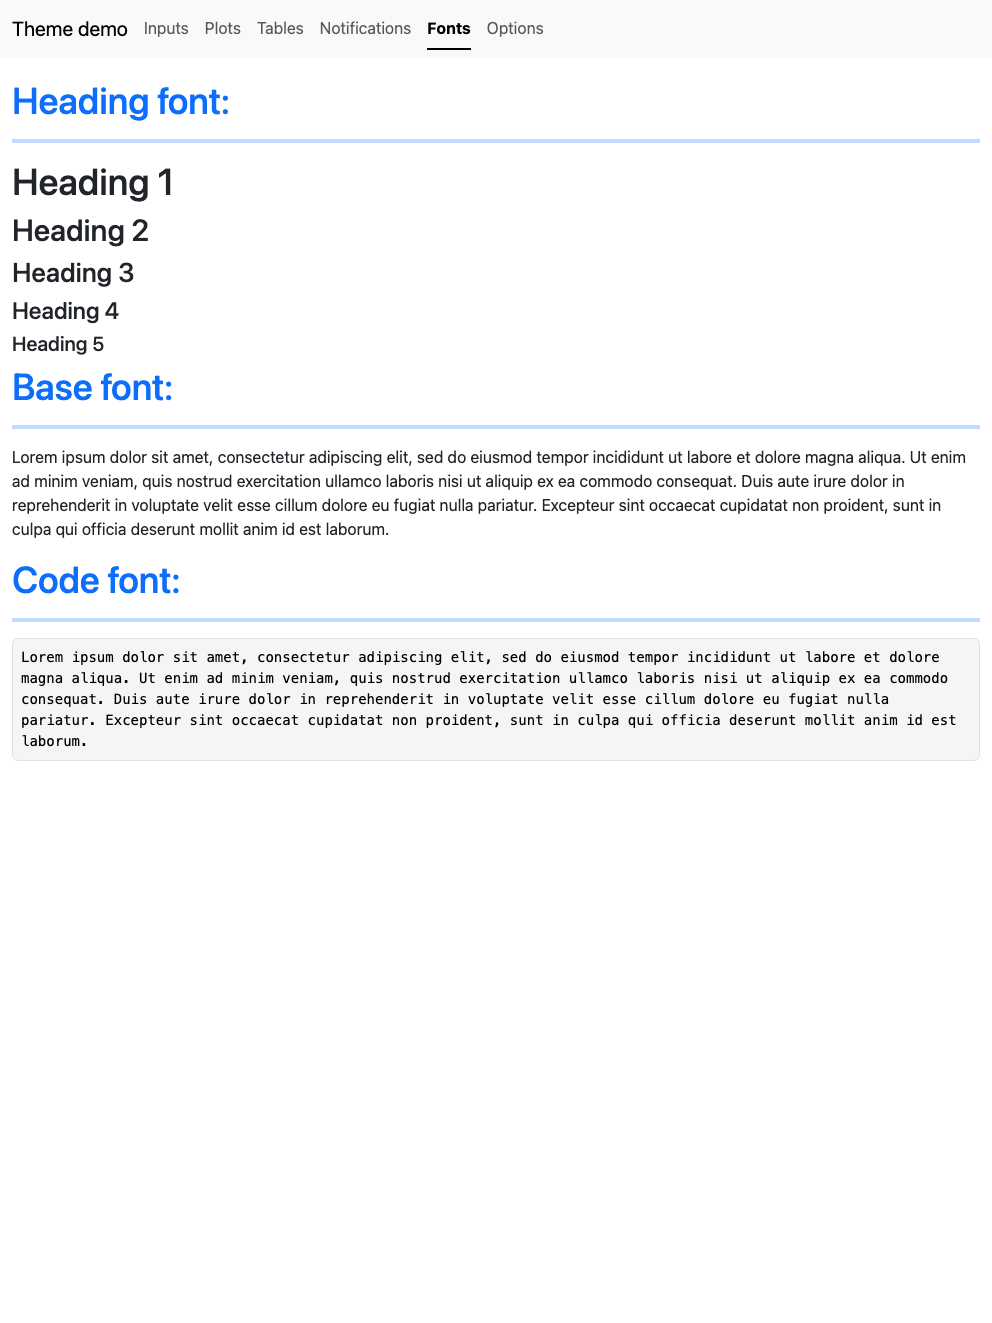 Theme demo Inputs Plots Tables Notifications Fonts Options
Heading font:
Heading 1
Heading 2
Heading 3
Heading 4
Heading 5
Base font:
Lorem ipsum dolor sit amet, consectetur adipiscing elit, sed do eiusmod tempor incididunt ut labore et dolore magna aliqua. Ut enim
ad minim veniam, quis nostrud exercitation ullamco laboris nisi ut aliquip ex ea commodo consequat. Duis aute irure dolor in
reprehenderit in voluptate velit esse cillum dolore eu fugiat nulla pariatur. Excepteur sint occaecat cupidatat non proident, sunt in
culpa qui officia deserunt mollit anim id est laborum.
Code font:
Lorem ipsum dolor sit amet, consectetur adipiscing elit, sed do eiusmod tempor incididunt ut labore et dolore
magna aliqua. Ut enim ad minim veniam, quis nostrud exercitation ullamco laboris nisi ut aliquip ex ea commodo
consequat. Duis aute irure dolor in reprehenderit in voluptate velit esse cillum dolore eu fugiat nulla
pariatur. Excepteur sint occaecat cupidatat non proident, sunt in culpa qui officia deserunt mollit anim id est
laborum.